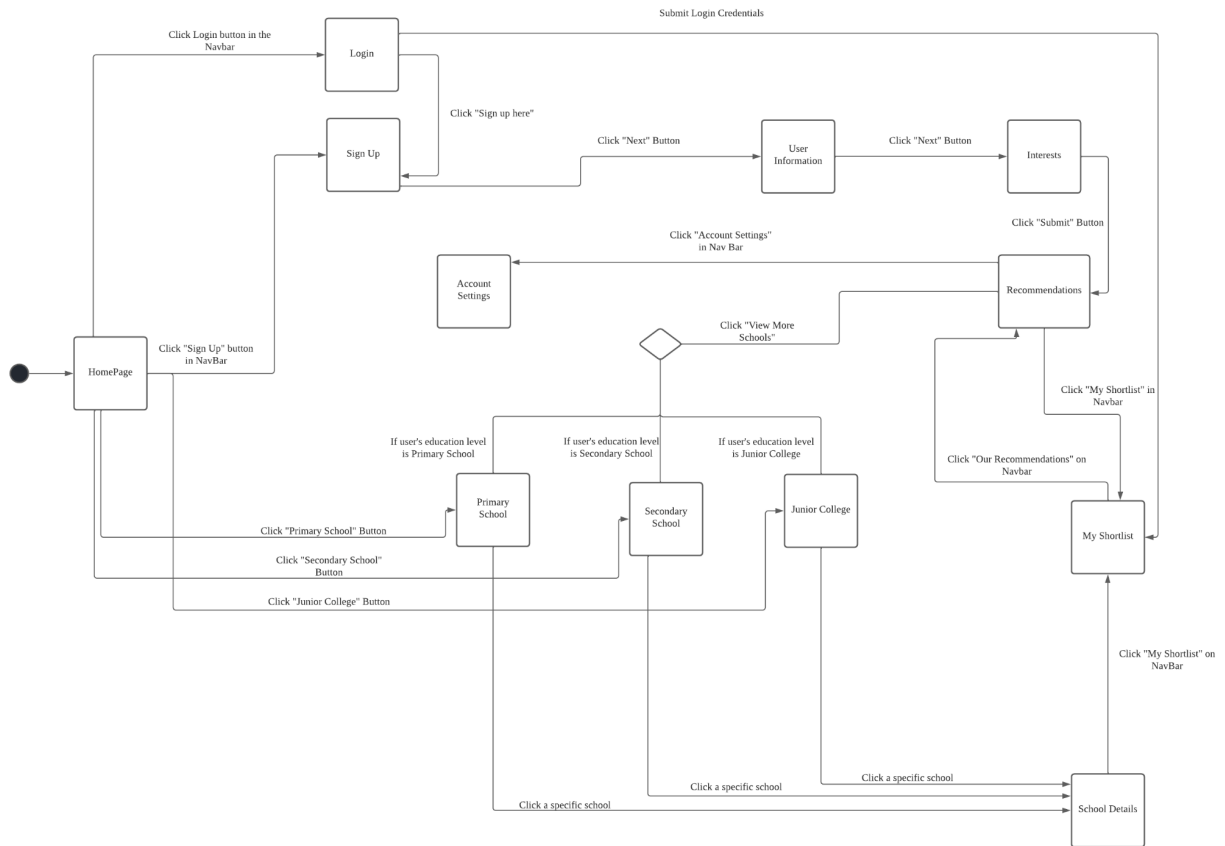 Submit Login Credentials
Click Login button in the
Navbar
Login
Click "Sign up here"
Sign Up
Click "Next" Button
User
Information
Click "Next" Button
Interests
Click "Submit" Button
Click "Account Settings"
in Nav Bar
Account
Settings
Recommendations
Click "View More
Schools"
Click "Sign Up" button
in NavBar
HomePage
Click "My Shortlist" in
Navbar
If user's education level
is Primary School
If user's education level
is Secondary School
If user's education level
is Junior College
Click "Our Recommendations" on
Navbar
Primary
School
Secondary
School
Junior College
My Shortlist
Click "Primary School" Button
Click "Secondary School"
Button
Click "Junior College" Button
Click "My Shortlist" on
NavBar
Click a specific school
Click a specific school
Click a specific school
School Details